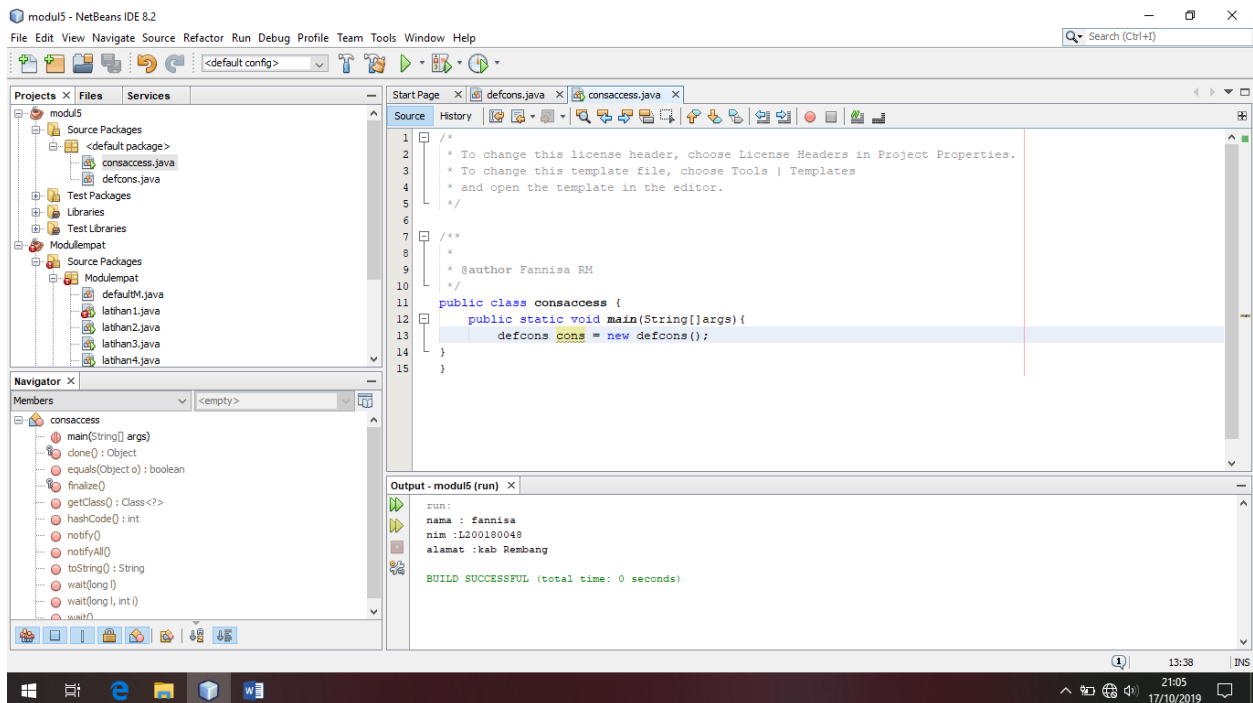 modul5 - NetBeans IDE 8.2
File Edit View Navigate Source Refactor Run Debug Profile Team Tools Window Help
Search (Ctrl+I)
<default config>
Projects Files Services
modul5
Source Packages
<default package>
consaccess.java
defcons.java
Test Packages
Libraries
Test Libraries
Modullempat
Source Packages
Modulempat
defaultM.java
latihan1.java
latihan2.java
latihan3.java
latihan4.java
Navigator
Members
<empty>
consaccess
main(String[] args)
clone() : Object
equals(Object o) : boolean
finalize()
getClass() : Class<?>
hashCode() : int
notify()
notifyAll()
toString() : String
wait(long l)
wait(long l, int i)
wait()
Start Page defcons.java consaccess.java
Source History
1 /*
2 * To change this license header, choose License Headers in Project Properties.
3 * To change this template file, choose Tools | Templates
4 * and open the template in the editor.
5 */
6
7 /**
8 *
9 * @author Fannisa RM
10 */
11 public class consaccess {
12 public static void main(String[]args){
13 defcons cons = new defcons();
14 }
15 }
Output - modul5 (run)
run:
nama : fannisa
nim :L200180048
alamat :kab Rembang
BUILD SUCCESSFUL (total time: 0 seconds)
1
13:38
INS
21:05
17/10/2019